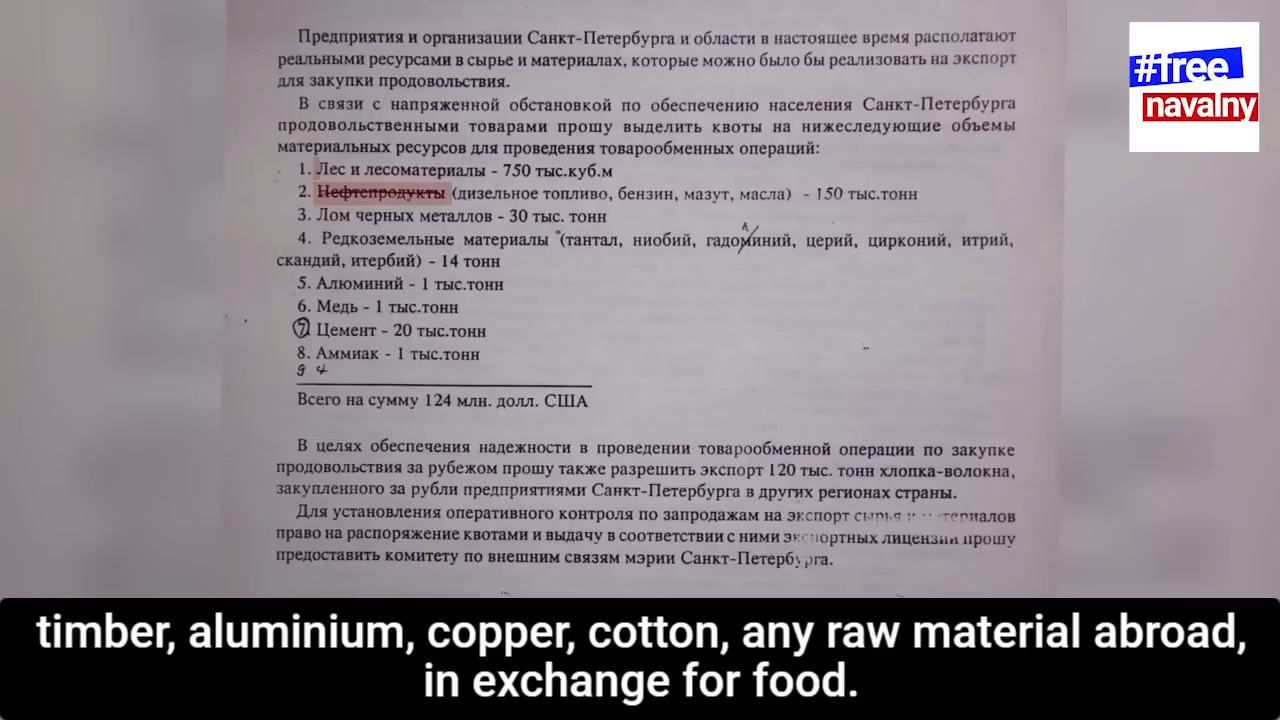 Предприятия и организации Санкт-Петербурга и области в настоящее время располагают
реальными ресурсами в сырье и материалах, которые можно было бы реализовать на экспорт
для закупки продовольствия.
В связи с напряженной обстановкой по обеспечению населения Санкт-Петербурга
продовольственными товарами прошу выделить квоты на нижеследующие объемы
материальных ресурсов для проведения товарообменных операций:
1. Лес и лесоматериалы - 750 тыс.куб.м
2. Нефтепродукты (дизельное топливо, бензин, мазут, масла) - 150 тыс.тонн
3. Лом черных металлов - 30 тыс. тонн
4. Редкоземельные материалы (тантал, ниобий, гадоминий, церий, цирконий, итрий,
скандий, итербий) - 14 тонн
5. Алюминий - 1 тыс.тонн
6. Медь - 1 тыс.тонн
7. Цемент - 20 тыс.тонн
8. Аммиак - 1 тыс.тонн
Всего на сумму 124 млн. долл. США
В целях обеспечения надежности в проведении товарообменной операции по закупке
продовольствия за рубежом прошу также разрешить экспорт 120 тыс. тонн хлопка-волокна,
закупленного за рубли предприятиями Санкт-Петербурга в других регионах страны.
Для установления оперативного контроля по запродажам на экспорт сырья и материалов
право на распоряжение квотами и выдачу в соответствии с ними экспортных лицензий прошу
предоставить комитету по внешним связям мэрии Санкт-Петербурга.
#free
navalny
timber, aluminium, copper, cotton, any raw material abroad,
in exchange for food.